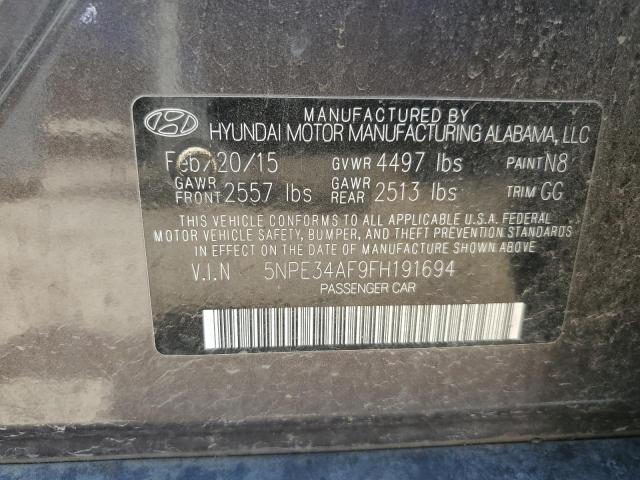 MANUFACTURED BY
HYUNDAI MOTOR MANUFACTURING ALABAMA, LLC
Feb/20/15 GVWR 4497 lbs PAINT N8
GAWR FRONT 2557 lbs GAWR REAR 2513 lbs TRIM GG
THIS VEHICLE CONFORMS TO ALL APPLICABLE U.S.A. FEDERAL
MOTOR VEHICLE SAFETY, BUMPER, AND THEFT PREVENTION STANDARDS
IN EFFECT ON THE DATE OF MANUFACTURE SHOWN ABOVE
V.I.N 5NPE34AF9FH191694
PASSENGER CAR